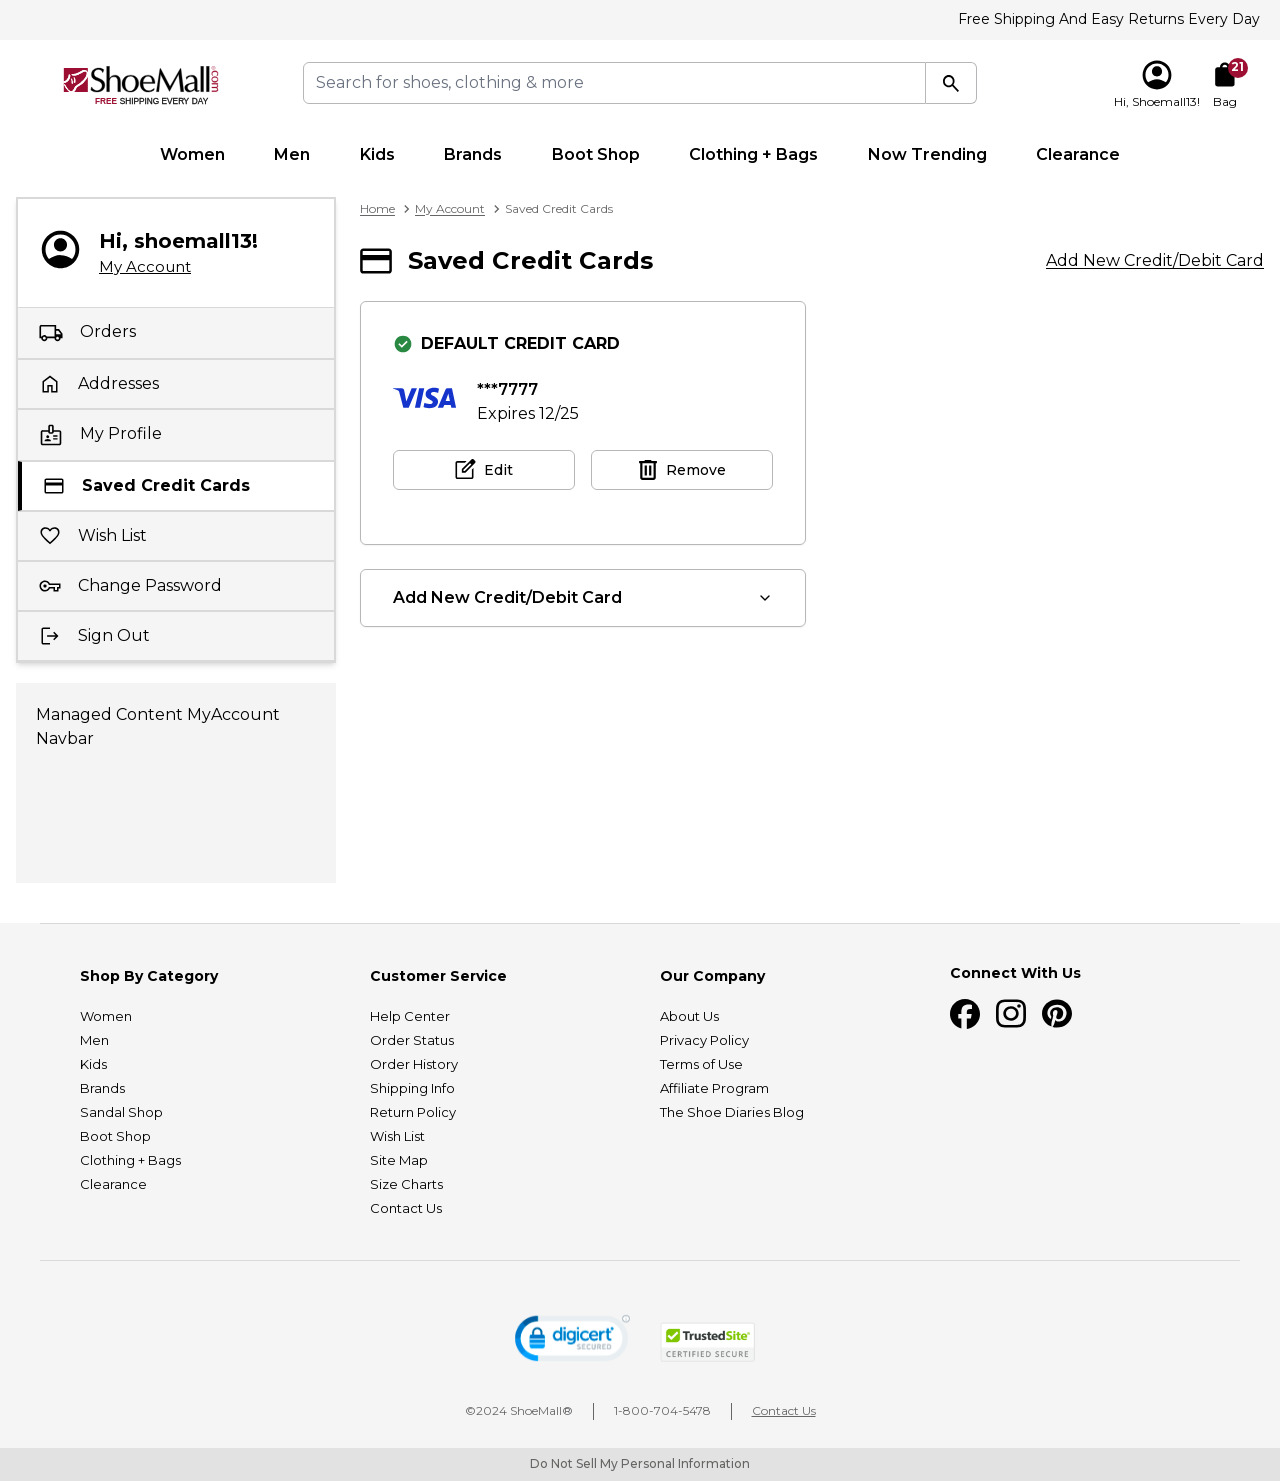 Free Shipping And Easy Returns Every Day
ShoeMall.com
FREE SHIPPING EVERY DAY
Search for shoes, clothing & more
Hi, Shoemall13!
21
Bag
Women Men Kids Brands Boot Shop Clothing + Bags Now Trending Clearance
Hi, shoemall13!
My Account
Orders
Addresses
My Profile
Saved Credit Cards
Wish List
Change Password
Sign Out
Managed Content MyAccount
Navbar
Home > My Account > Saved Credit Cards
Saved Credit Cards
Add New Credit/Debit Card
DEFAULT CREDIT CARD
VISA
***7777
Expires 12/25
Edit
Remove
Add New Credit/Debit Card
Shop By Category
Women
Men
Kids
Brands
Sandal Shop
Boot Shop
Clothing + Bags
Clearance
Customer Service
Help Center
Order Status
Order History
Shipping Info
Return Policy
Wish List
Site Map
Size Charts
Contact Us
Our Company
About Us
Privacy Policy
Terms of Use
Affiliate Program
The Shoe Diaries Blog
Connect With Us
digicert
SECURED
TrustedSite
CERTIFIED SECURE
©2024 ShoeMall®
1-800-704-5478
Contact Us
Do Not Sell My Personal Information